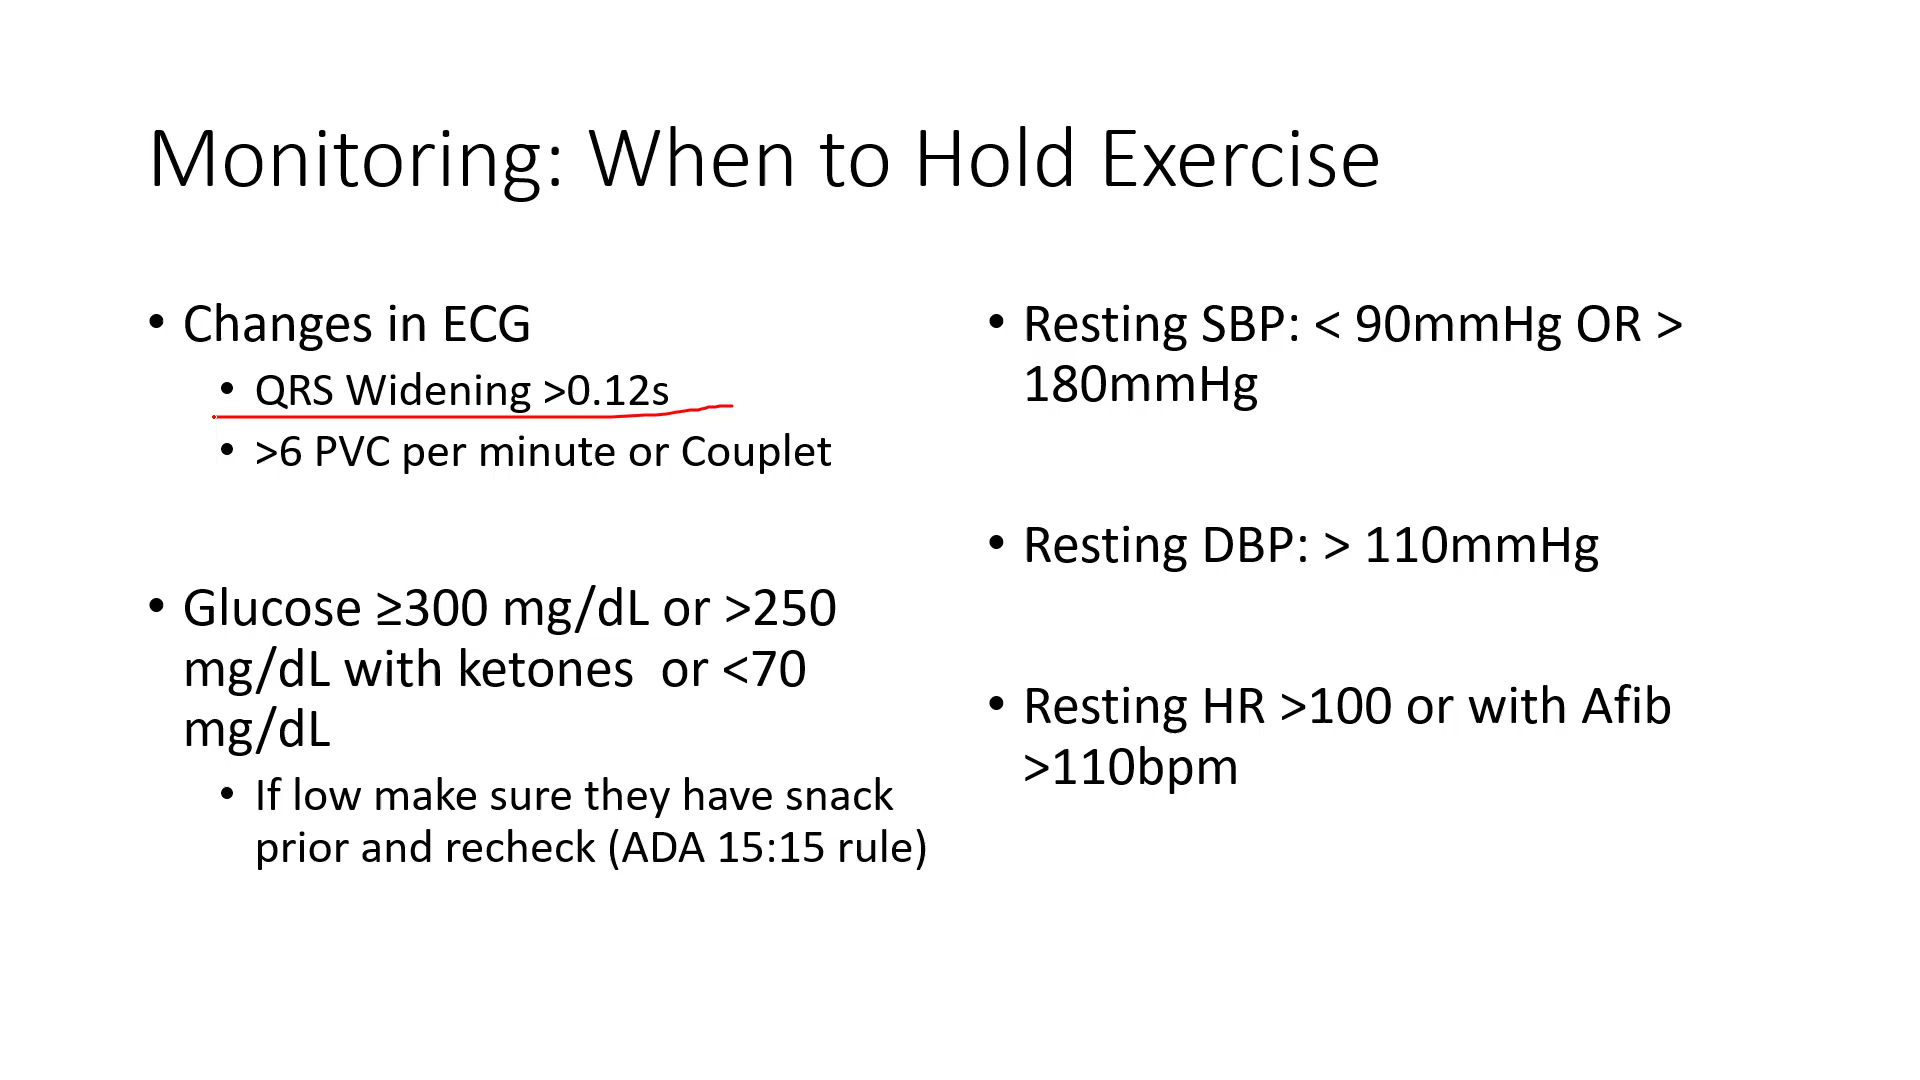 Monitoring: When to Hold Exercise
• Changes in ECG
• QRS Widening >0.12s
• >6 PVC per minute or Couplet
• Glucose ≥300 mg/dL or >250
mg/dL with ketones  or <70
mg/dL
• If low make sure they have snack
prior and recheck (ADA 15:15 rule)
• Resting SBP: < 90mmHg OR >
180mmHg
• Resting DBP: > 110mmHg
• Resting HR >100 or with Afib
>110bpm